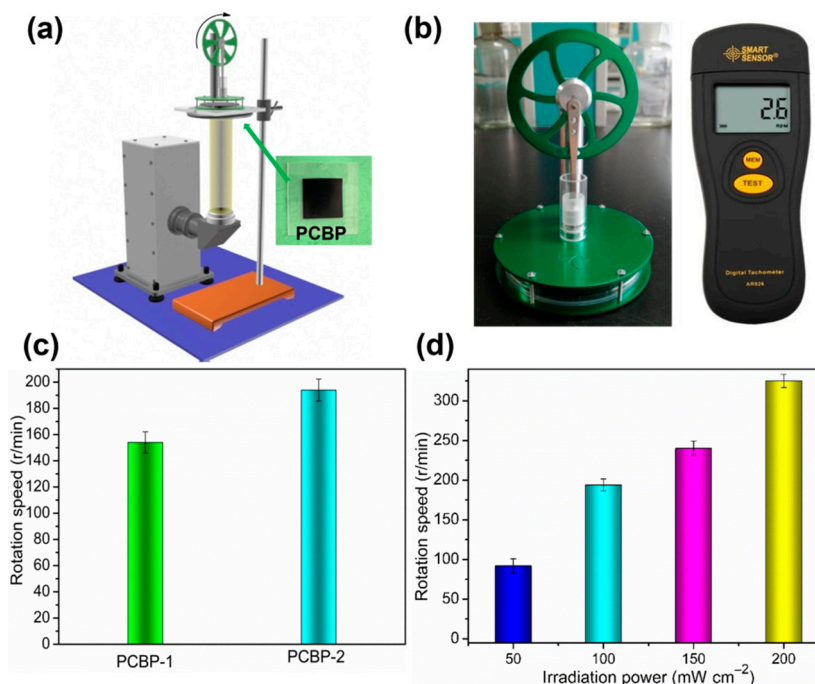 (a)
PCBP
(b)
SMART
SENSOR®
2.6
RPM
MEM
TEST
Digital Tachometer
AR926
(c)
Rotation speed (r/min)
200
180
160
140
120
100
80
60
40
20
0
PCBP-1
PCBP-2
(d)
Rotation speed (r/min)
300
250
200
150
100
50
0
50
100
150
200
Irradiation power (mW cm⁻²)